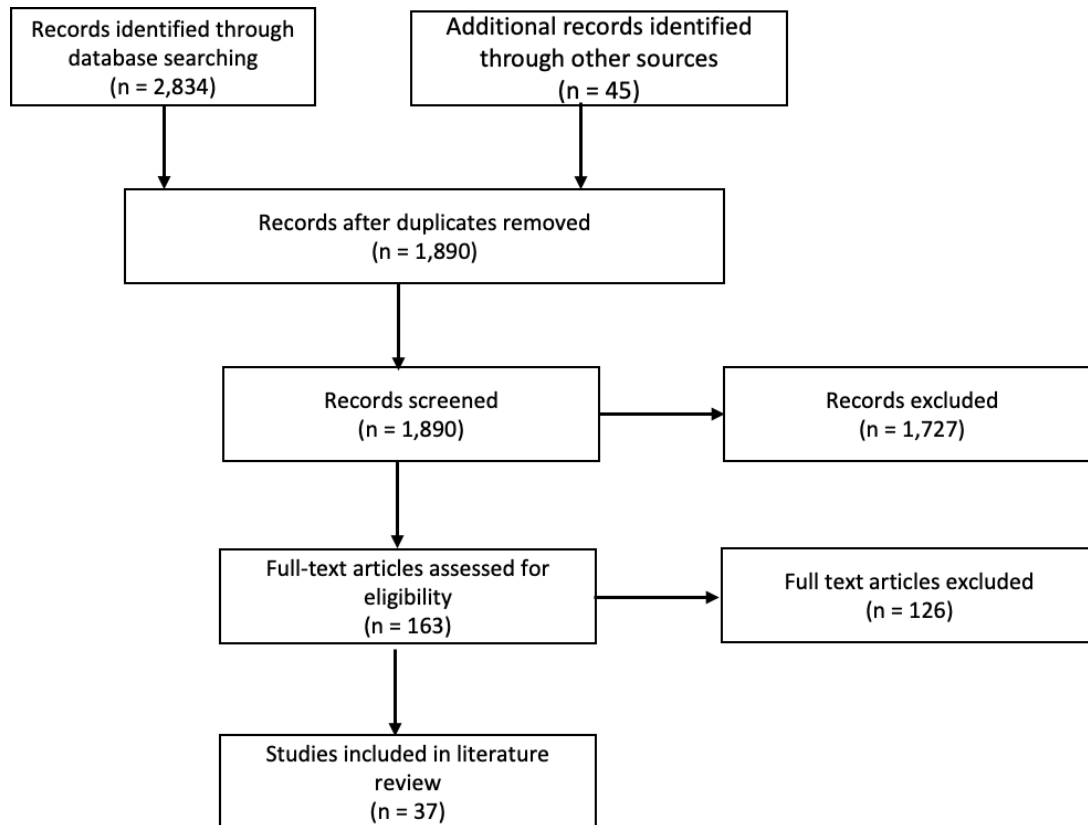 Records identified through
database searching
(n = 2,834)
Additional records identified
through other sources
(n = 45)
Records after duplicates removed
(n = 1,890)
Records screened
(n = 1,890)
Records excluded
(n = 1,727)
Full-text articles assessed for
eligibility
(n = 163)
Full text articles excluded
(n = 126)
Studies included in literature
review
(n = 37)